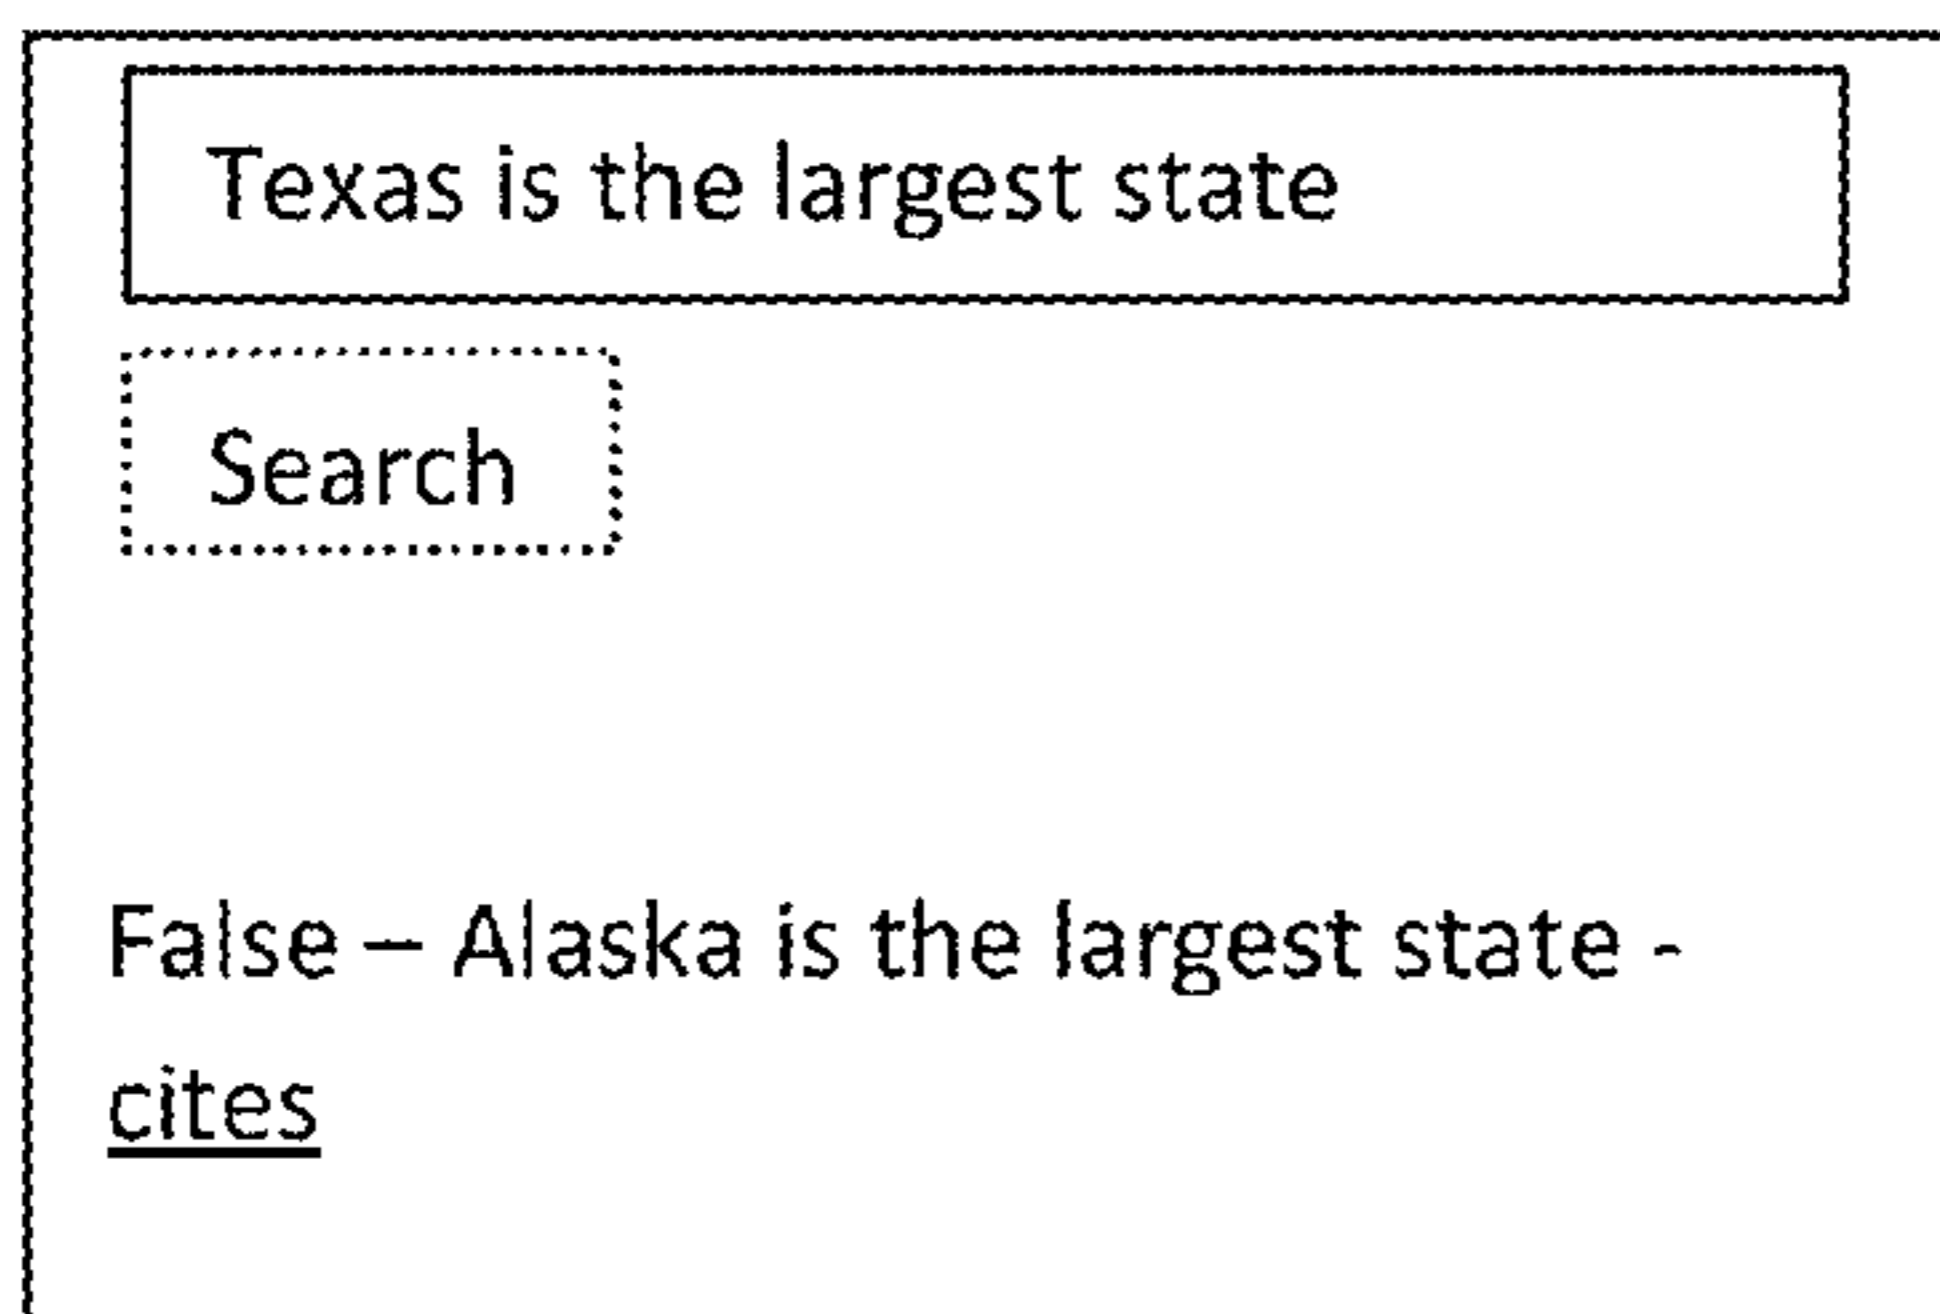 Texas is the largest state
Search
False – Alaska is the largest state -
cites